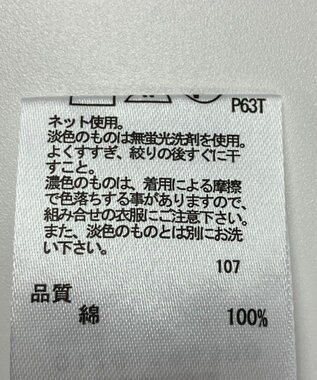 P63T
ネット使用。
淡色のものは無蛍光洗剤を使用。
よくすすぎ、絞りの後すぐに干
すこと。
濃色のものは、着用による摩擦
で色落ちする事がありますので、
組み合せの衣服にご注意下さい。
また、淡色のものとは別にお洗
い下さい。
107
品質
綿 100%